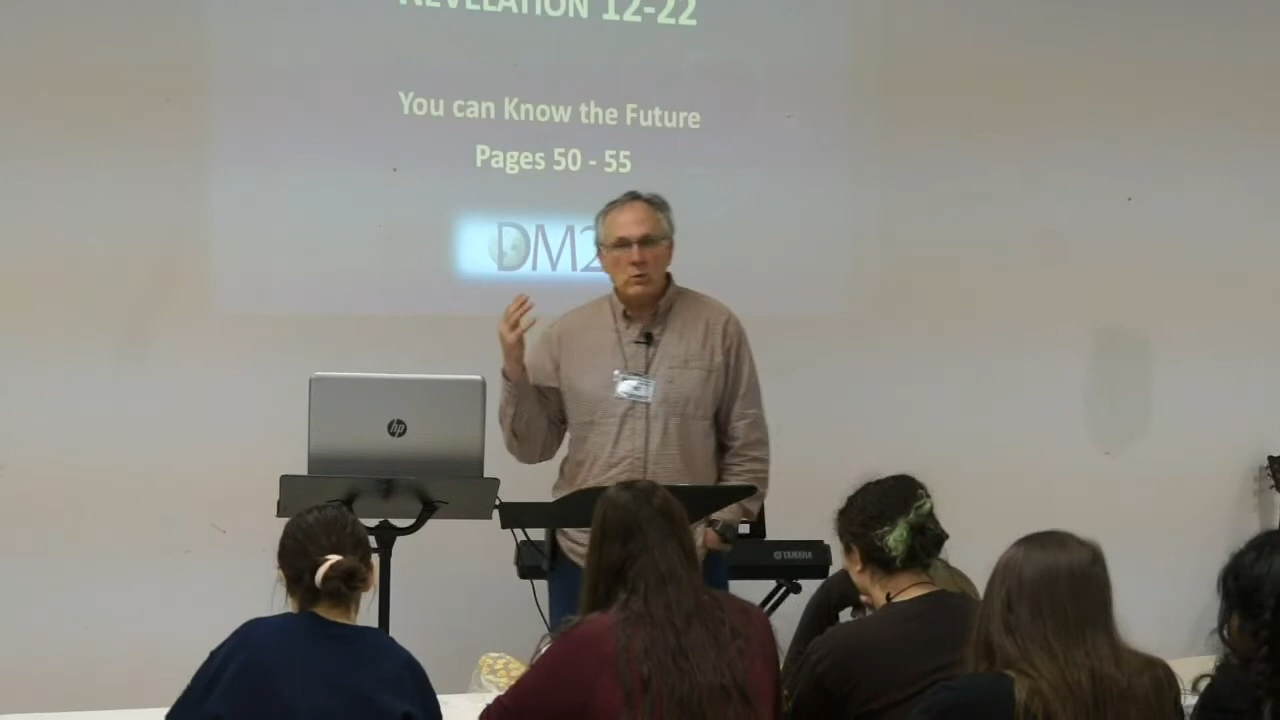 REVELATION 12-22
You can Know the Future
Pages 50 - 55
DM2
hp
YAMAHA